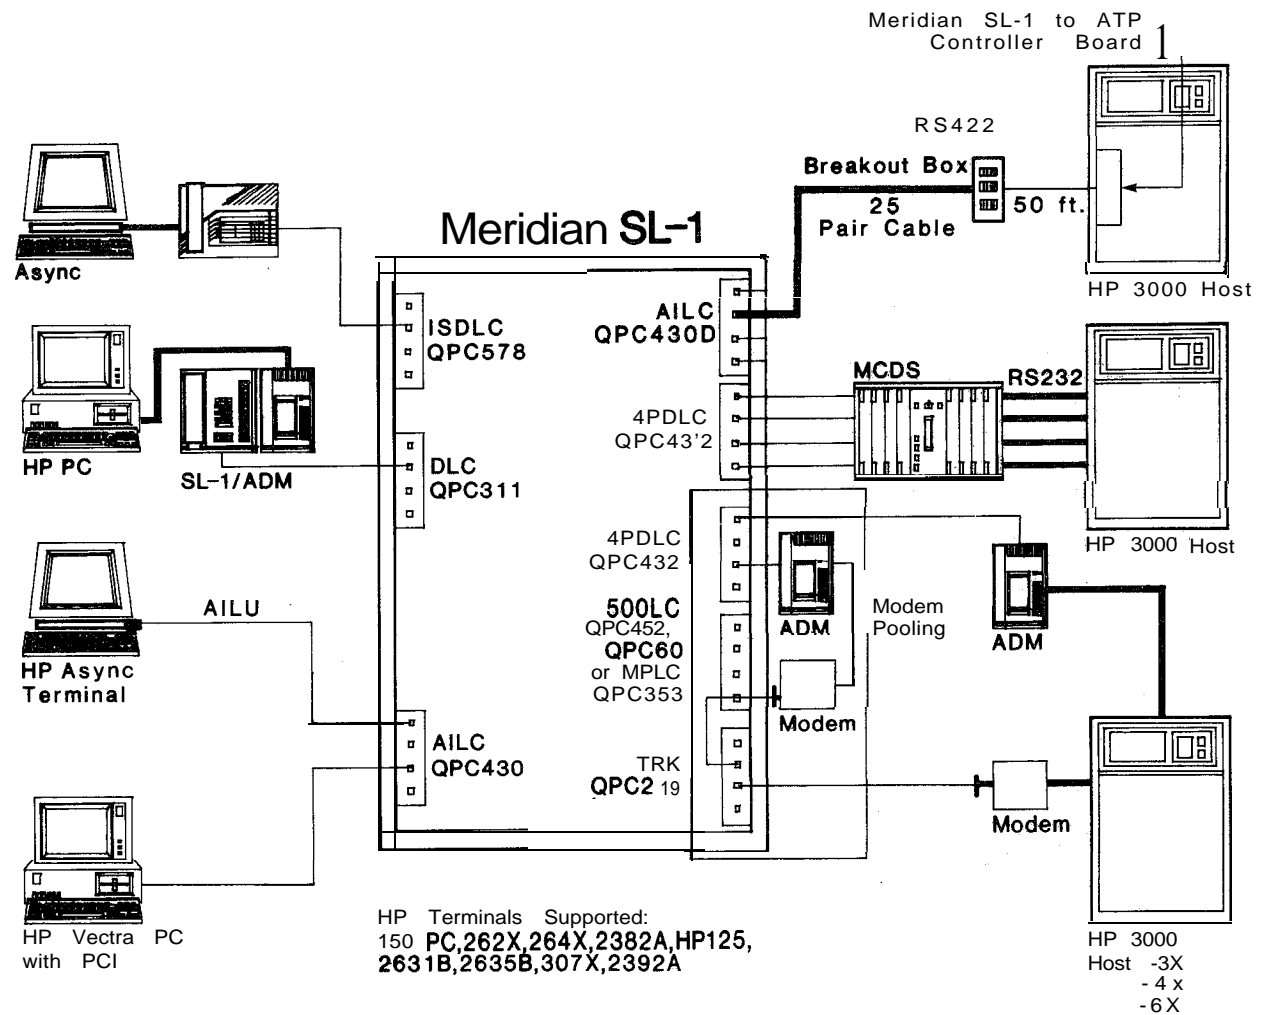 Meridian SL-1 to ATP
Controller Board 1
RS422
Breakout Box
25
50 ft.
Pair Cable
HP 3000 Host
Meridian SL-1
Async
ISDLC
QPC578
AILC
QPC430D
MCDS
RS232
HP PC
SL-1/ADM
DLC
QPC311
4PDLC
QPC43'2
HP 3000 Host
4PDLC
QPC432
500LC
QPC452,
QPC60
or MPLC
QPC353
ADM
Modem
Pooling
ADM
Modem
AILU
HP Async
Terminal
AILC
QPC430
TRK
QPC2 19
Modem
HP Vectra PC
with PCI
HP Terminals Supported:
150 PC,262X,264X,2382A,HP125,
2631B,2635B,307X,2392A
HP 3000
Host -3X
- 4 x
- 6 X